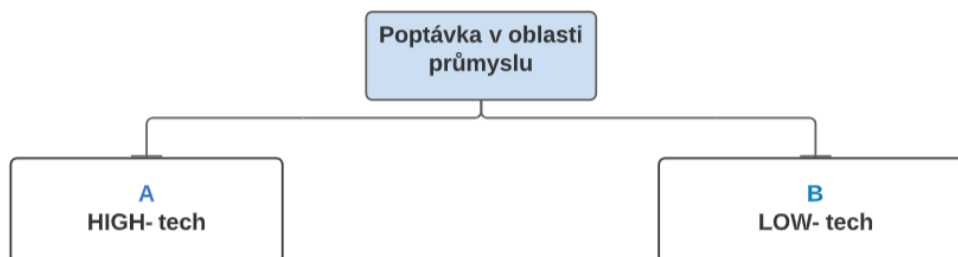 Poptávka v oblasti
průmyslu
A
HIGH- tech
B
LOW- tech